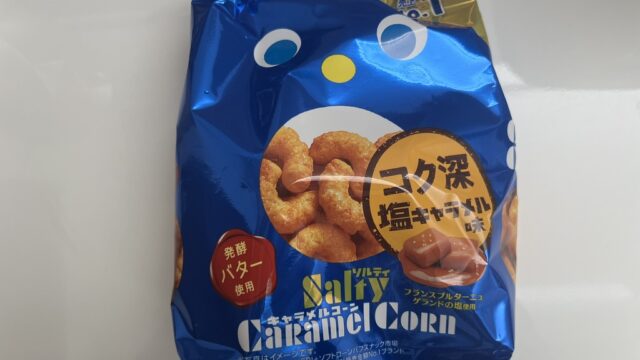 No.1
コク深
塩キャラメル
味
発酵
バター
使用
ソルティ
Salty
フランスブルターニュ
ゲランドの塩使用
キャラメルコーン
Caramel Corn